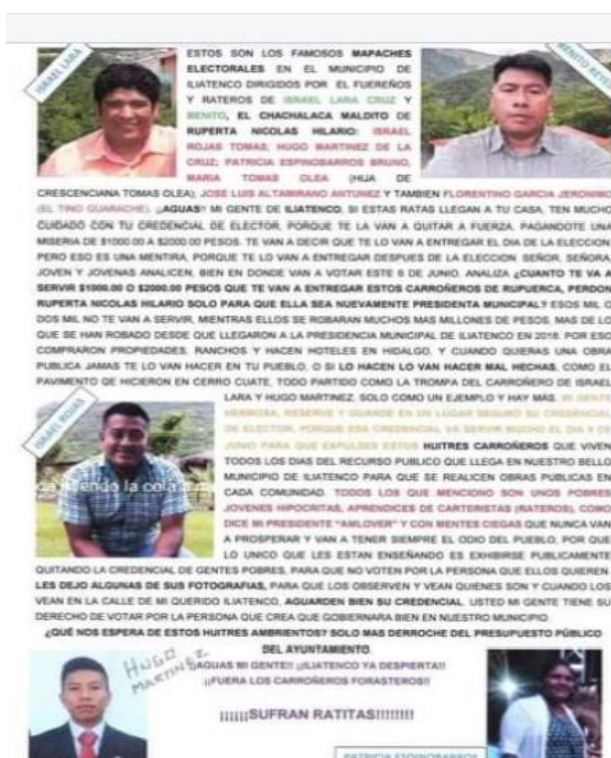 ISRAEL LARA
BENITO REY
ESTOS SON LOS FAMOSOS MAPACHES
ELECTORALES EN EL MUNICIPIO DE
ILIATENCO DIRIGIDOS POR EL FUEREÑOS
Y RATEROS DE ISRAEL LARA CRUZ Y
BENITO, EL CHACHALACA MALDITO DE
RUPERTA NICOLAS HILARIO: ISRAEL
ROJAS TOMAS; HUGO MARTINEZ DE LA
CRUZ; PATRICIA ESPINOBARROS BRUNO,
MARIA TOMAS OLEA (HIJA DE
CRESCENCIANA TOMAS OLEA); JOSE LUIS ALTAMIRANO ANTUNEZ Y TAMBIEN FLORENTINO GARCIA JERONIMO
(EL TINO GUARACHE). ¡¡AGUAS!! MI GENTE DE ILIATENCO, SI ESTAS RATAS LLEGAN A TU CASA, TEN MUCHO
CUIDADO CON TU CREDENCIAL DE ELECTOR, PORQUE TE LA VAN A QUITAR A FUERZA, PAGANDOTE UNA
MISERIA DE $1000.00 A $2000.00 PESOS. TE VAN A DECIR QUE TE LO VAN A ENTREGAR EL DIA DE LA ELECCION,
PERO ESO ES UNA MENTIRA, PORQUE TE LO VAN A ENTREGAR DESPUES DE LA ELECCION. SEÑOR, SEÑORA,
JOVEN Y JOVENAS ANALICEN, BIEN EN DONDE VAN A VOTAR ESTE 6 DE JUNIO. ANALIZA ¿CUANTO TE VA A
SERVIR $1000.00 O $2000.00 PESOS QUE TE VAN A ENTREGAR ESTOS CARROÑEROS DE RUPUERCA, PERDON
RUPERTA NICOLAS HILARIO SOLO PARA QUE ELLA SEA NUEVAMENTE PRESIDENTA MUNICIPAL? ESOS MIL O
DOS MIL NO TE VAN A SERVIR, MIENTRAS ELLOS SE ROBARAN MUCHOS MAS MILLONES DE PESOS, MAS DE LO
QUE SE HAN ROBADO DESDE QUE LLEGARON A LA PRESIDENCIA MUNICIPAL DE ILIATENCO EN 2018. POR ESO
COMPRARON PROPIEDADES, RANCHOS Y HACEN HOTELES EN HIDALGO, Y CUANDO QUIERAS UNA OBRA
PUBLICA JAMAS TE LO VAN HACER EN TU PUEBLO, O SI LO HACEN LO VAN HACER MAL HECHAS, COMO EL
PAVIMENTO QE HICIERON EN CERRO CUATE, TODO PARTIDO COMO LA TROMPA DEL CARROÑERO DE ISRAEL
LARA Y HUGO MARTINEZ, SOLO COMO UN EJEMPLO Y HAY MÁS. MI GENTE
HERMOSA, RESERVE Y GUARDE EN UN LUGAR SEGURO SU CREDENCIAL
DE ELECTOR, PORQUE ESA CREDENCIAL VA SERVIR MUCHO EL DIA 6 DE
JUNIO PARA QUE EXPULSES ESTOS HUITRES CARROÑEROS QUE VIVEN
TODOS LOS DIAS DEL RECURSO PUBLICO QUE LLEGA EN NUESTRO BELLO
MUNICIPIO DE ILIATENCO PARA QUE SE REALICEN OBRAS PUBLICAS EN
CADA COMUNIDAD. TODOS LOS QUE MENCIONO SON UNOS POBRES
JOVENES HIPOCRITAS, APRENDICES DE CARTERISTAS (RATEROS), COMO
DICE MI PRESIDENTE "AMLOVER" Y CON MENTES CIEGAS QUE NUNCA VAN
A PROSPERAR Y VAN A TENER SIEMPRE EL ODIO DEL PUEBLO, POR QUE
LO UNICO QUE LES ESTAN ENSEÑANDO ES EXHIBIRSE PUBLICAMENTE
ISRAEL ROJAS
endo la cola
QUITANDO LA CREDENCIAL DE GENTES POBRES, PARA QUE NO VOTEN POR LA PERSONA QUE ELLOS QUIEREN.
LES DEJO ALGUNAS DE SUS FOTOGRAFIAS, PARA QUE LOS OBSERVEN Y VEAN QUIENES SON Y CUANDO LOS
VEAN EN LA CALLE DE MI QUERIDO ILIATENCO, AGUARDEN BIEN SU CREDENCIAL. USTED MI GENTE TIENE SU
DERECHO DE VOTAR POR LA PERSONA QUE CREA QUE GOBERNARA BIEN EN NUESTRO MUNICIPIO.
¿QUÉ NOS ESPERA DE ESTOS HUITRES AMBRIENTOS? SOLO MAS DERROCHE DEL PRESUPUESTO PÚBLICO
DEL AYUNTAMIENTO.
HUGO
MARTINEZ
¡¡AGUAS MI GENTE!! ¡¡ILIATENCO YA DESPIERTA!!
¡¡FUERA LOS CARROÑEROS FORASTEROS!!
¡¡¡¡¡¡SUFRAN RATITAS!!!!!!!!
PATRICIA ESPINOBARROS